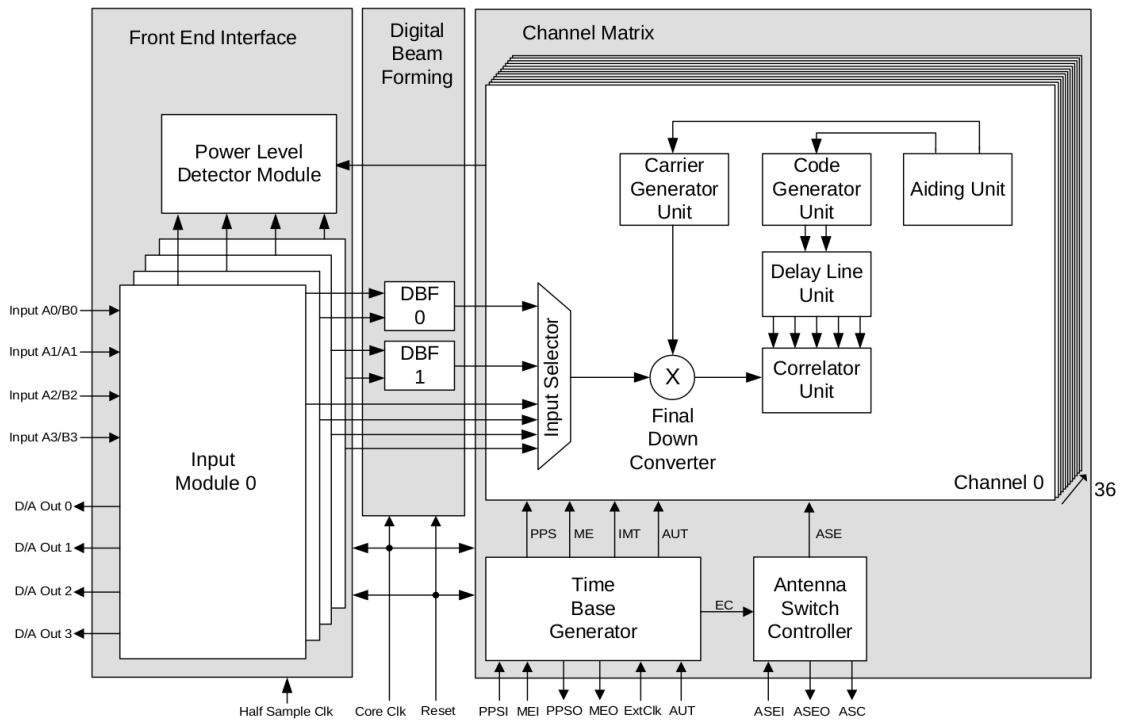 Front End Interface
Digital
Beam
Forming
Channel Matrix
Power Level
Detector Module
Carrier
Generator
Unit
Code
Generator
Unit
Aiding Unit
Delay Line
Unit
Input A0/B0
Input A1/A1
Input A2/B2
Input A3/B3
DBF
0
DBF
1
Input Selector
X
Final
Down
Converter
Correlator
Unit
Input
Module 0
Channel 0
36
D/A Out 0
D/A Out 1
D/A Out 2
D/A Out 3
PPS
ME
IMT
AUT
ASE
Time
Base
Generator
EC
Antenna
Switch
Controller
Half Sample Clk
Core Clk
Reset
PPSI
MEI
PPSO
MEO
ExtClk
AUT
ASEI
ASEO
ASC